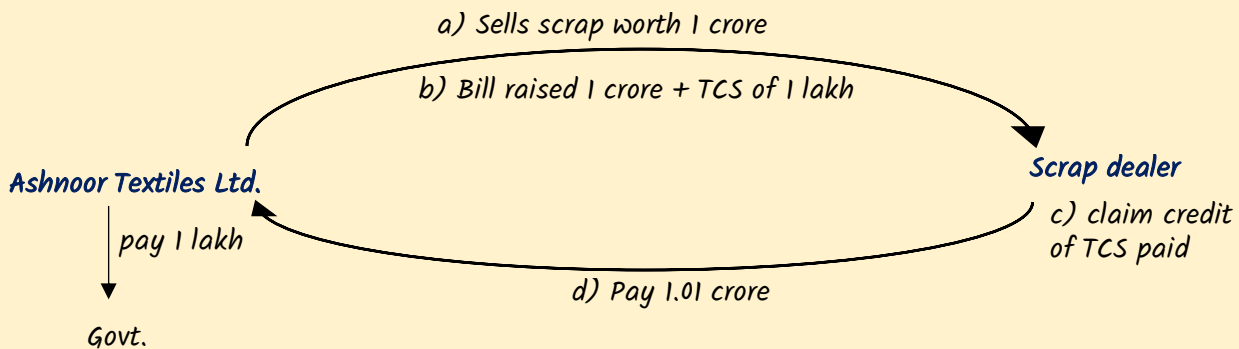 a) Sells scrap worth 1 crore
b) Bill raised 1 crore + TCS of 1 lakh
Ashnoor Textiles Ltd.
Scrap dealer
pay 1 lakh
c) claim credit
of TCS paid
d) Pay 1.01 crore
Govt.